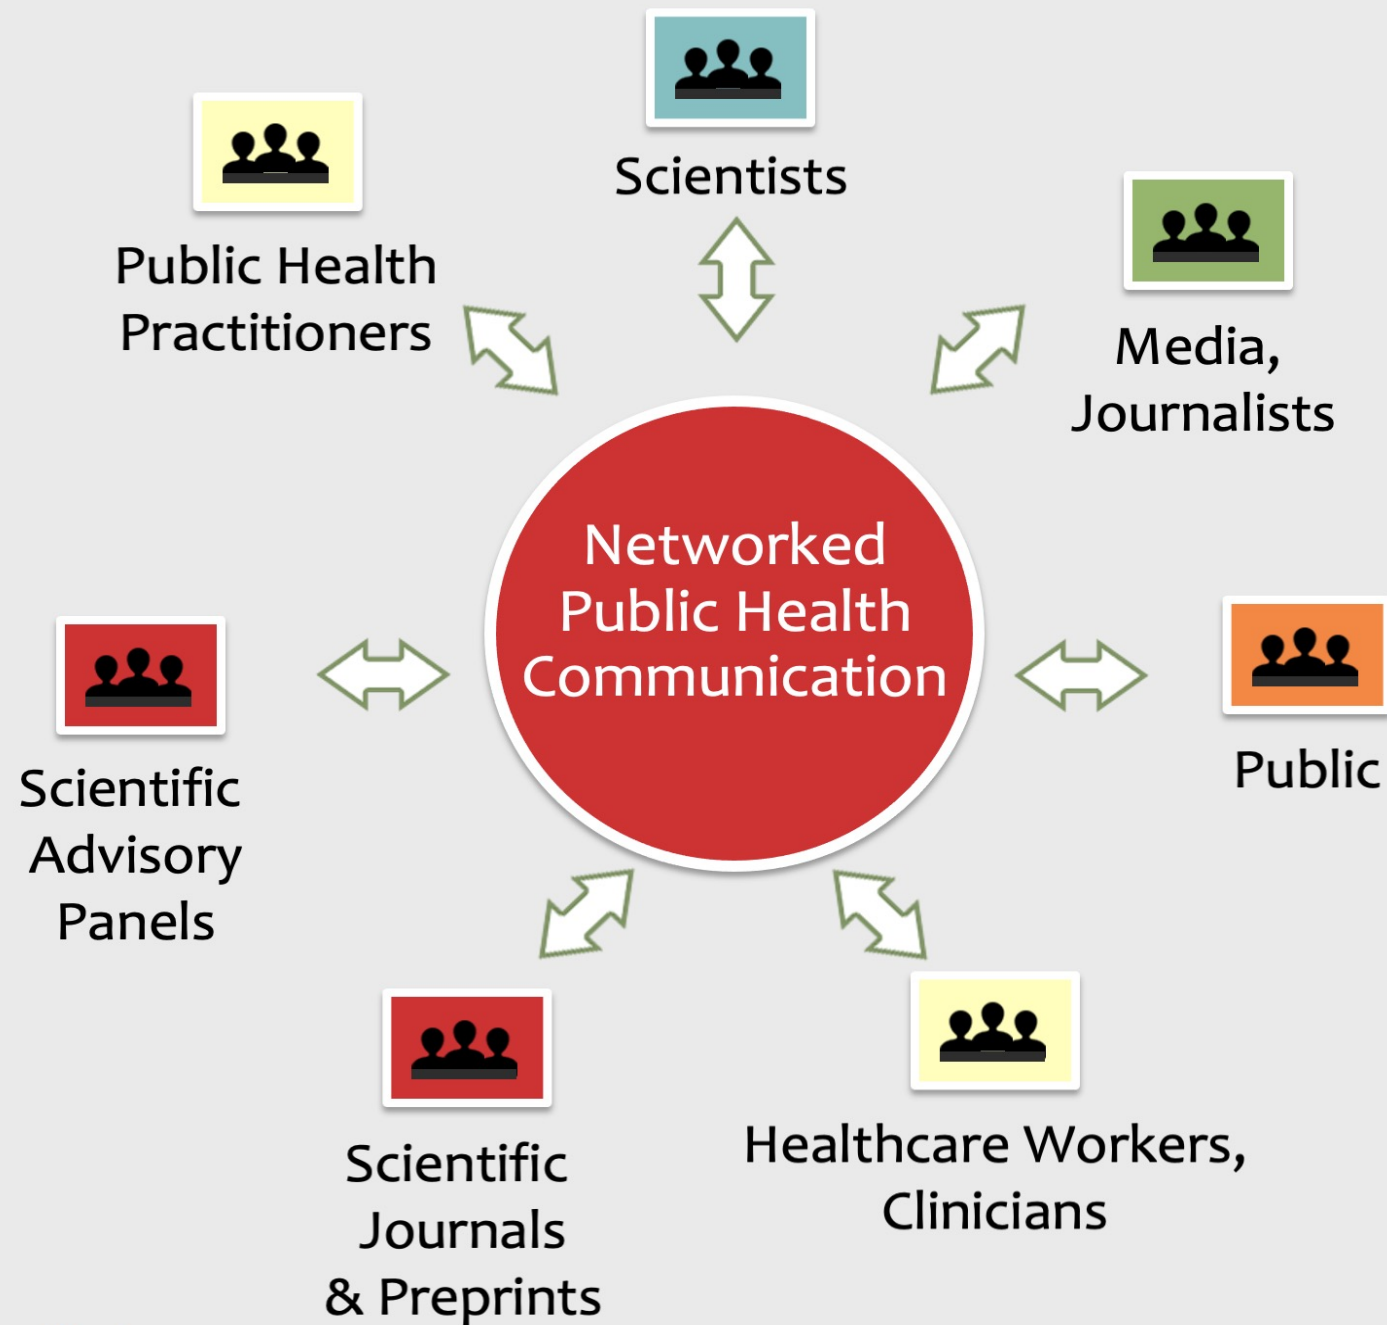 Scientists
Public Health
Practitioners
Media,
Journalists
Networked
Public Health
Communication
Public
Scientific
Advisory
Panels
Scientific
Journals
& Preprints
Healthcare Workers,
Clinicians